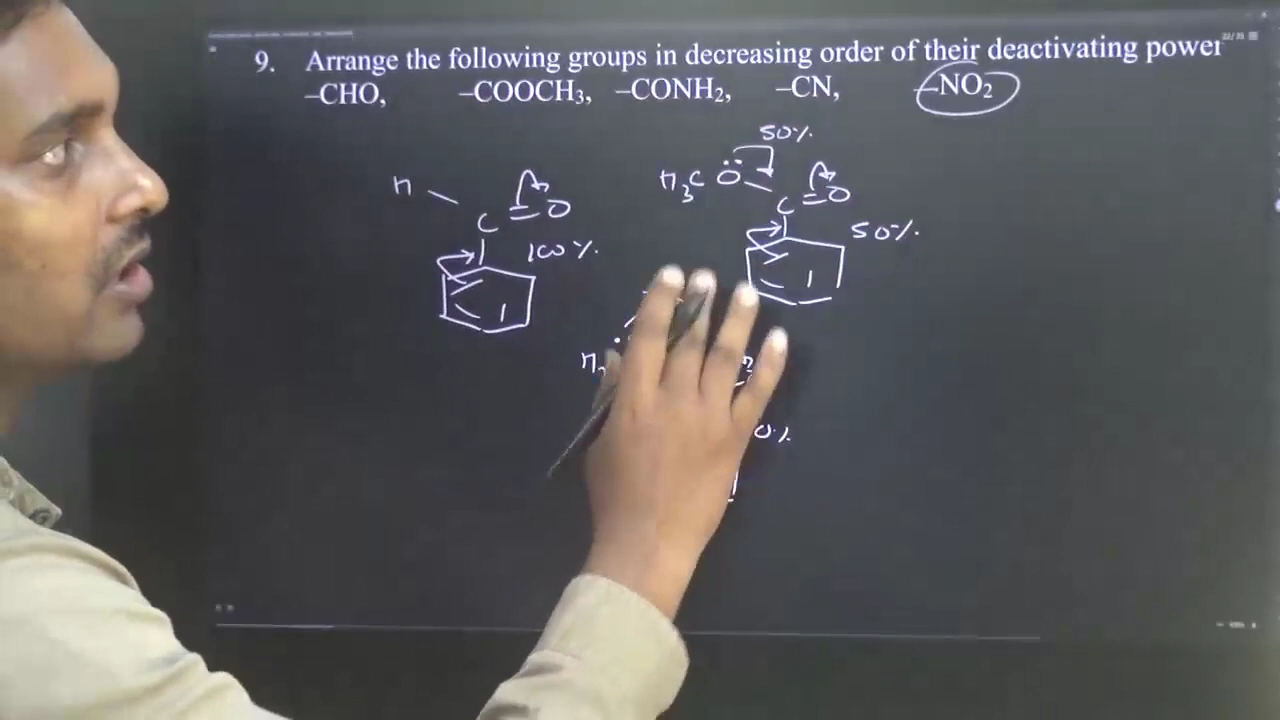 9. Arrange the following groups in decreasing order of their deactivating power
–CHO, –COOCH₃, –CONH₂, –CN, –NO₂
50%
H₃C Ö C = O
H C = O
50%
100%
0%